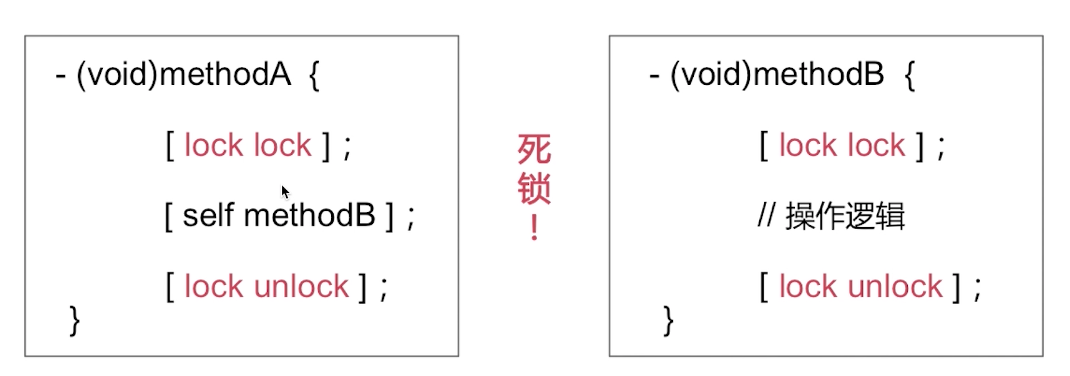 - (void)methodA {
[ lock lock ] ;
[ self methodB ] ;
[ lock unlock ] ;
}
死锁！
- (void)methodB {
[ lock lock ] ;
// 操作逻辑
[ lock unlock ] ;
}